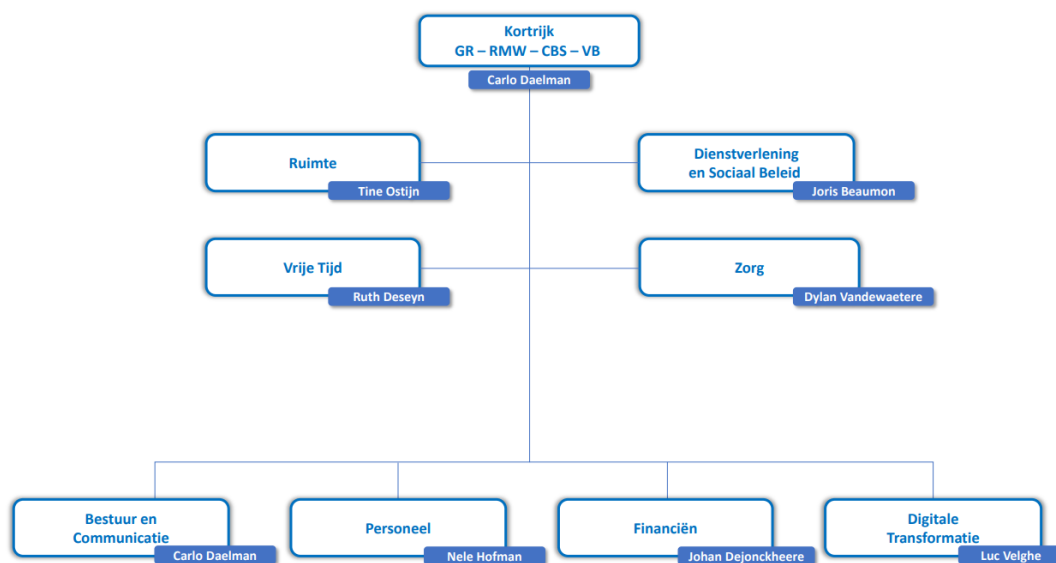 Kortrijk
GR – RMW – CBS – VB
Carlo Daelman
Ruimte
Tine Ostijn
Dienstverlening
en Sociaal Beleid
Joris Beaumon
Vrije Tijd
Ruth Deseyn
Zorg
Dylan Vandewaetere
Bestuur en
Communicatie
Carlo Daelman
Personeel
Nele Hofman
Financiën
Johan Dejonckheere
Digitale
Transformatie
Luc Velghe